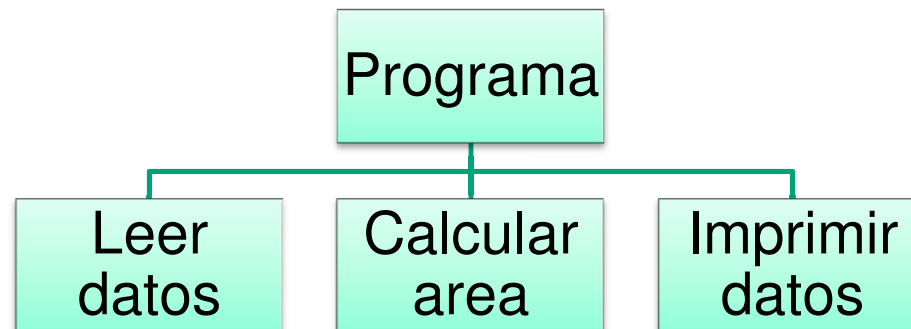 Programa
Leer
datos
Calcular
area
Imprimir
datos